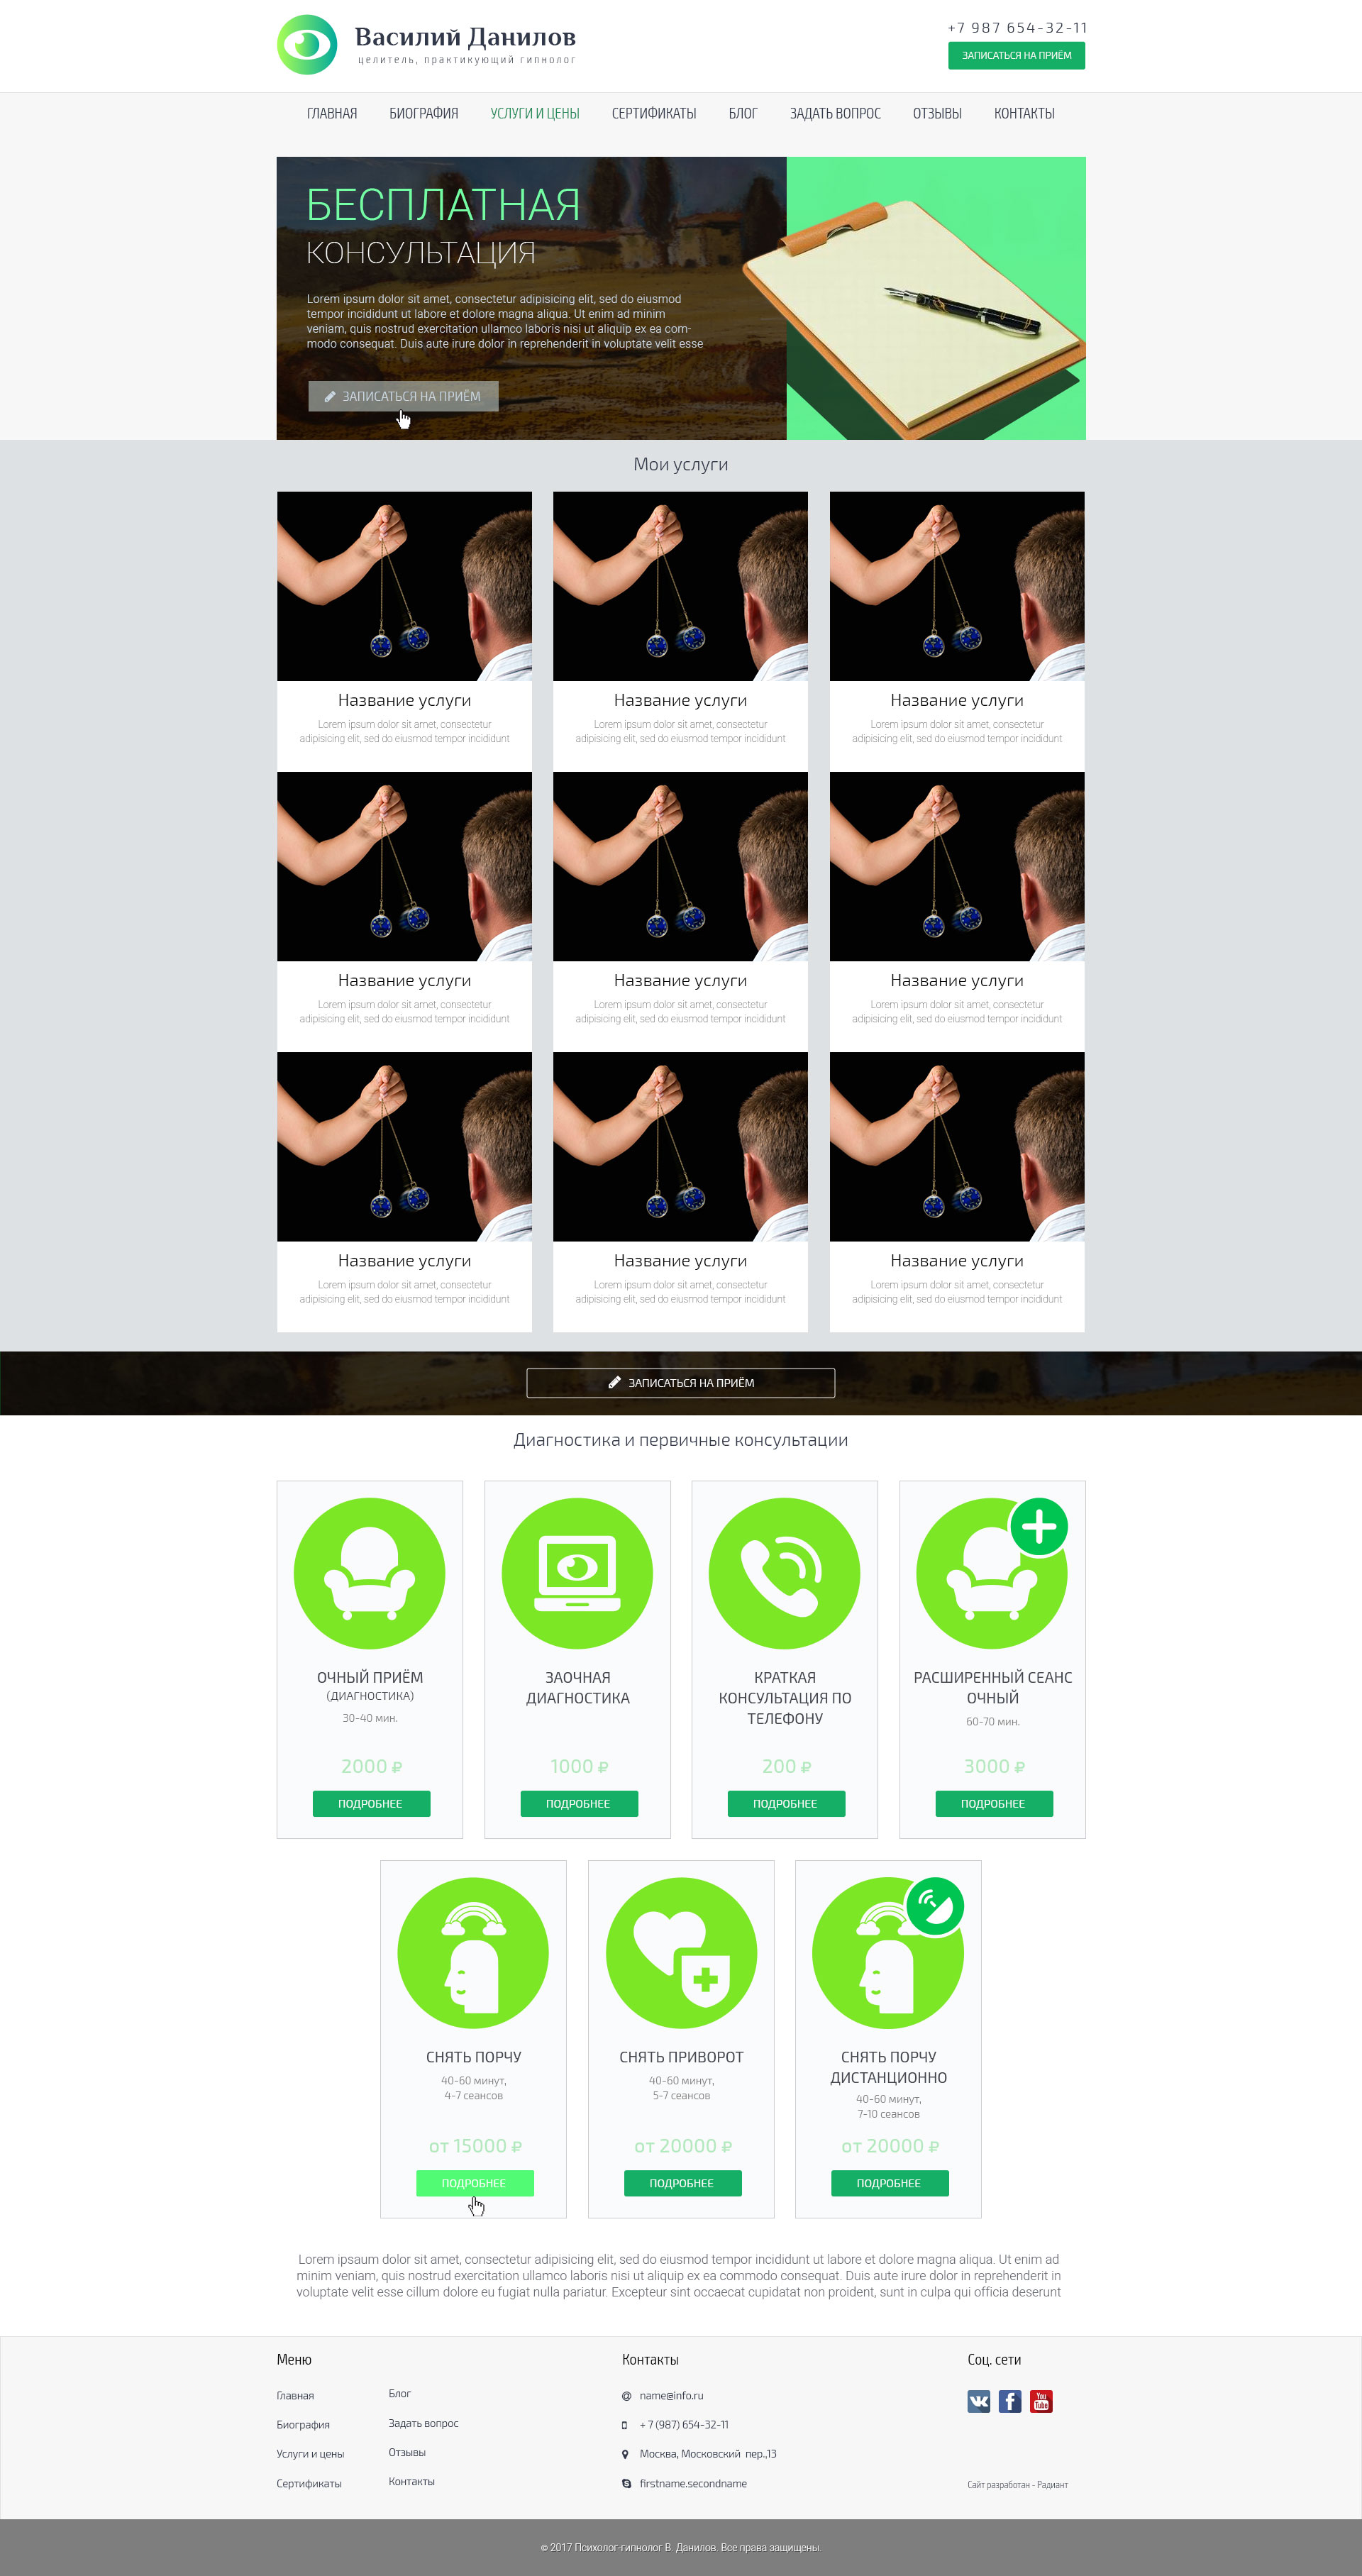 Василий Данилов
целитель, практикующий гипнолог
+7 987 654-32-11
ЗАПИСАТЬСЯ НА ПРИЁМ
ГЛАВНАЯ БИОГРАФИЯ УСЛУГИ И ЦЕНЫ СЕРТИФИКАТЫ БЛОГ ЗАДАТЬ ВОПРОС ОТЗЫВЫ КОНТАКТЫ
БЕСПЛАТНАЯ
КОНСУЛЬТАЦИЯ
Lorem ipsum dolor sit amet, consectetur adipisicing elit, sed do eiusmod
tempor incididunt ut labore et dolore magna aliqua. Ut enim ad minim
veniam, quis nostrud exercitation ullamco laboris nisi ut aliquip ex ea com-
modo consequat. Duis aute irure dolor in reprehenderit in voluptate velit esse
ЗАПИСАТЬСЯ НА ПРИЁМ
Мои услуги
Название услуги
Lorem ipsum dolor sit amet, consectetur
adipisicing elit, sed do eiusmod tempor incididunt
Название услуги
Lorem ipsum dolor sit amet, consectetur
adipisicing elit, sed do eiusmod tempor incididunt
Название услуги
Lorem ipsum dolor sit amet, consectetur
adipisicing elit, sed do eiusmod tempor incididunt
Название услуги
Lorem ipsum dolor sit amet, consectetur
adipisicing elit, sed do eiusmod tempor incididunt
Название услуги
Lorem ipsum dolor sit amet, consectetur
adipisicing elit, sed do eiusmod tempor incididunt
Название услуги
Lorem ipsum dolor sit amet, consectetur
adipisicing elit, sed do eiusmod tempor incididunt
Название услуги
Lorem ipsum dolor sit amet, consectetur
adipisicing elit, sed do eiusmod tempor incididunt
Название услуги
Lorem ipsum dolor sit amet, consectetur
adipisicing elit, sed do eiusmod tempor incididunt
Название услуги
Lorem ipsum dolor sit amet, consectetur
adipisicing elit, sed do eiusmod tempor incididunt
ЗАПИСАТЬСЯ НА ПРИЁМ
Диагностика и первичные консультации
ОЧНЫЙ ПРИЁМ
(ДИАГНОСТИКА)
30-40 мин.
2000 ₽
ПОДРОБНЕЕ
ЗАОЧНАЯ
ДИАГНОСТИКА
1000 ₽
ПОДРОБНЕЕ
КРАТКАЯ
КОНСУЛЬТАЦИЯ ПО
ТЕЛЕФОНУ
200 ₽
ПОДРОБНЕЕ
РАСШИРЕННЫЙ СЕАНС
ОЧНЫЙ
60-70 мин.
3000 ₽
ПОДРОБНЕЕ
СНЯТЬ ПОРЧУ
40-60 минут,
4-7 сеансов
от 15000 ₽
ПОДРОБНЕЕ
СНЯТЬ ПРИВОРОТ
40-60 минут,
5-7 сеансов
от 20000 ₽
ПОДРОБНЕЕ
СНЯТЬ ПОРЧУ
ДИСТАНЦИОННО
40-60 минут,
7-10 сеансов
от 20000 ₽
ПОДРОБНЕЕ
Lorem ipsaum dolor sit amet, consectetur adipisicing elit, sed do eiusmod tempor incididunt ut labore et dolore magna aliqua. Ut enim ad
minim veniam, quis nostrud exercitation ullamco laboris nisi ut aliquip ex ea commodo consequat. Duis aute irure dolor in reprehenderit in
voluptate velit esse cillum dolore eu fugiat nulla pariatur. Excepteur sint occaecat cupidatat non proident, sunt in culpa qui officia deserunt
Меню
Главная
Биография
Услуги и цены
Сертификаты
Блог
Задать вопрос
Отзывы
Контакты
Контакты
name@info.ru
+ 7 (987) 654-32-11
Москва, Московский пер.,13
firstname.secondname
Соц. сети
You
Tube
Сайт разработан - Радиант
© 2017 Психолог-гипнолог В. Данилов. Все права защищены.